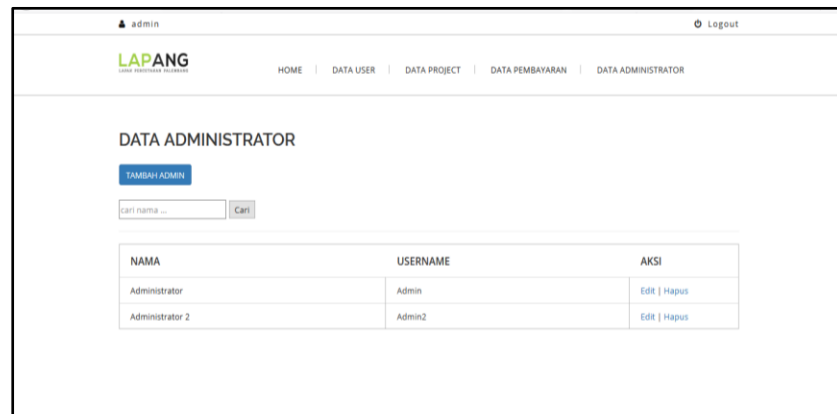 admin Logout
LAPANG
HOME DATA USER DATA PROJECT DATA PEMBAYARAN DATA ADMINISTRATOR
DATA ADMINISTRATOR
TAMBAH ADMIN
cari nama ... Cari
NAMA USERNAME AKSI
Administrator Admin Edit | Hapus
Administrator 2 Admin2 Edit | Hapus